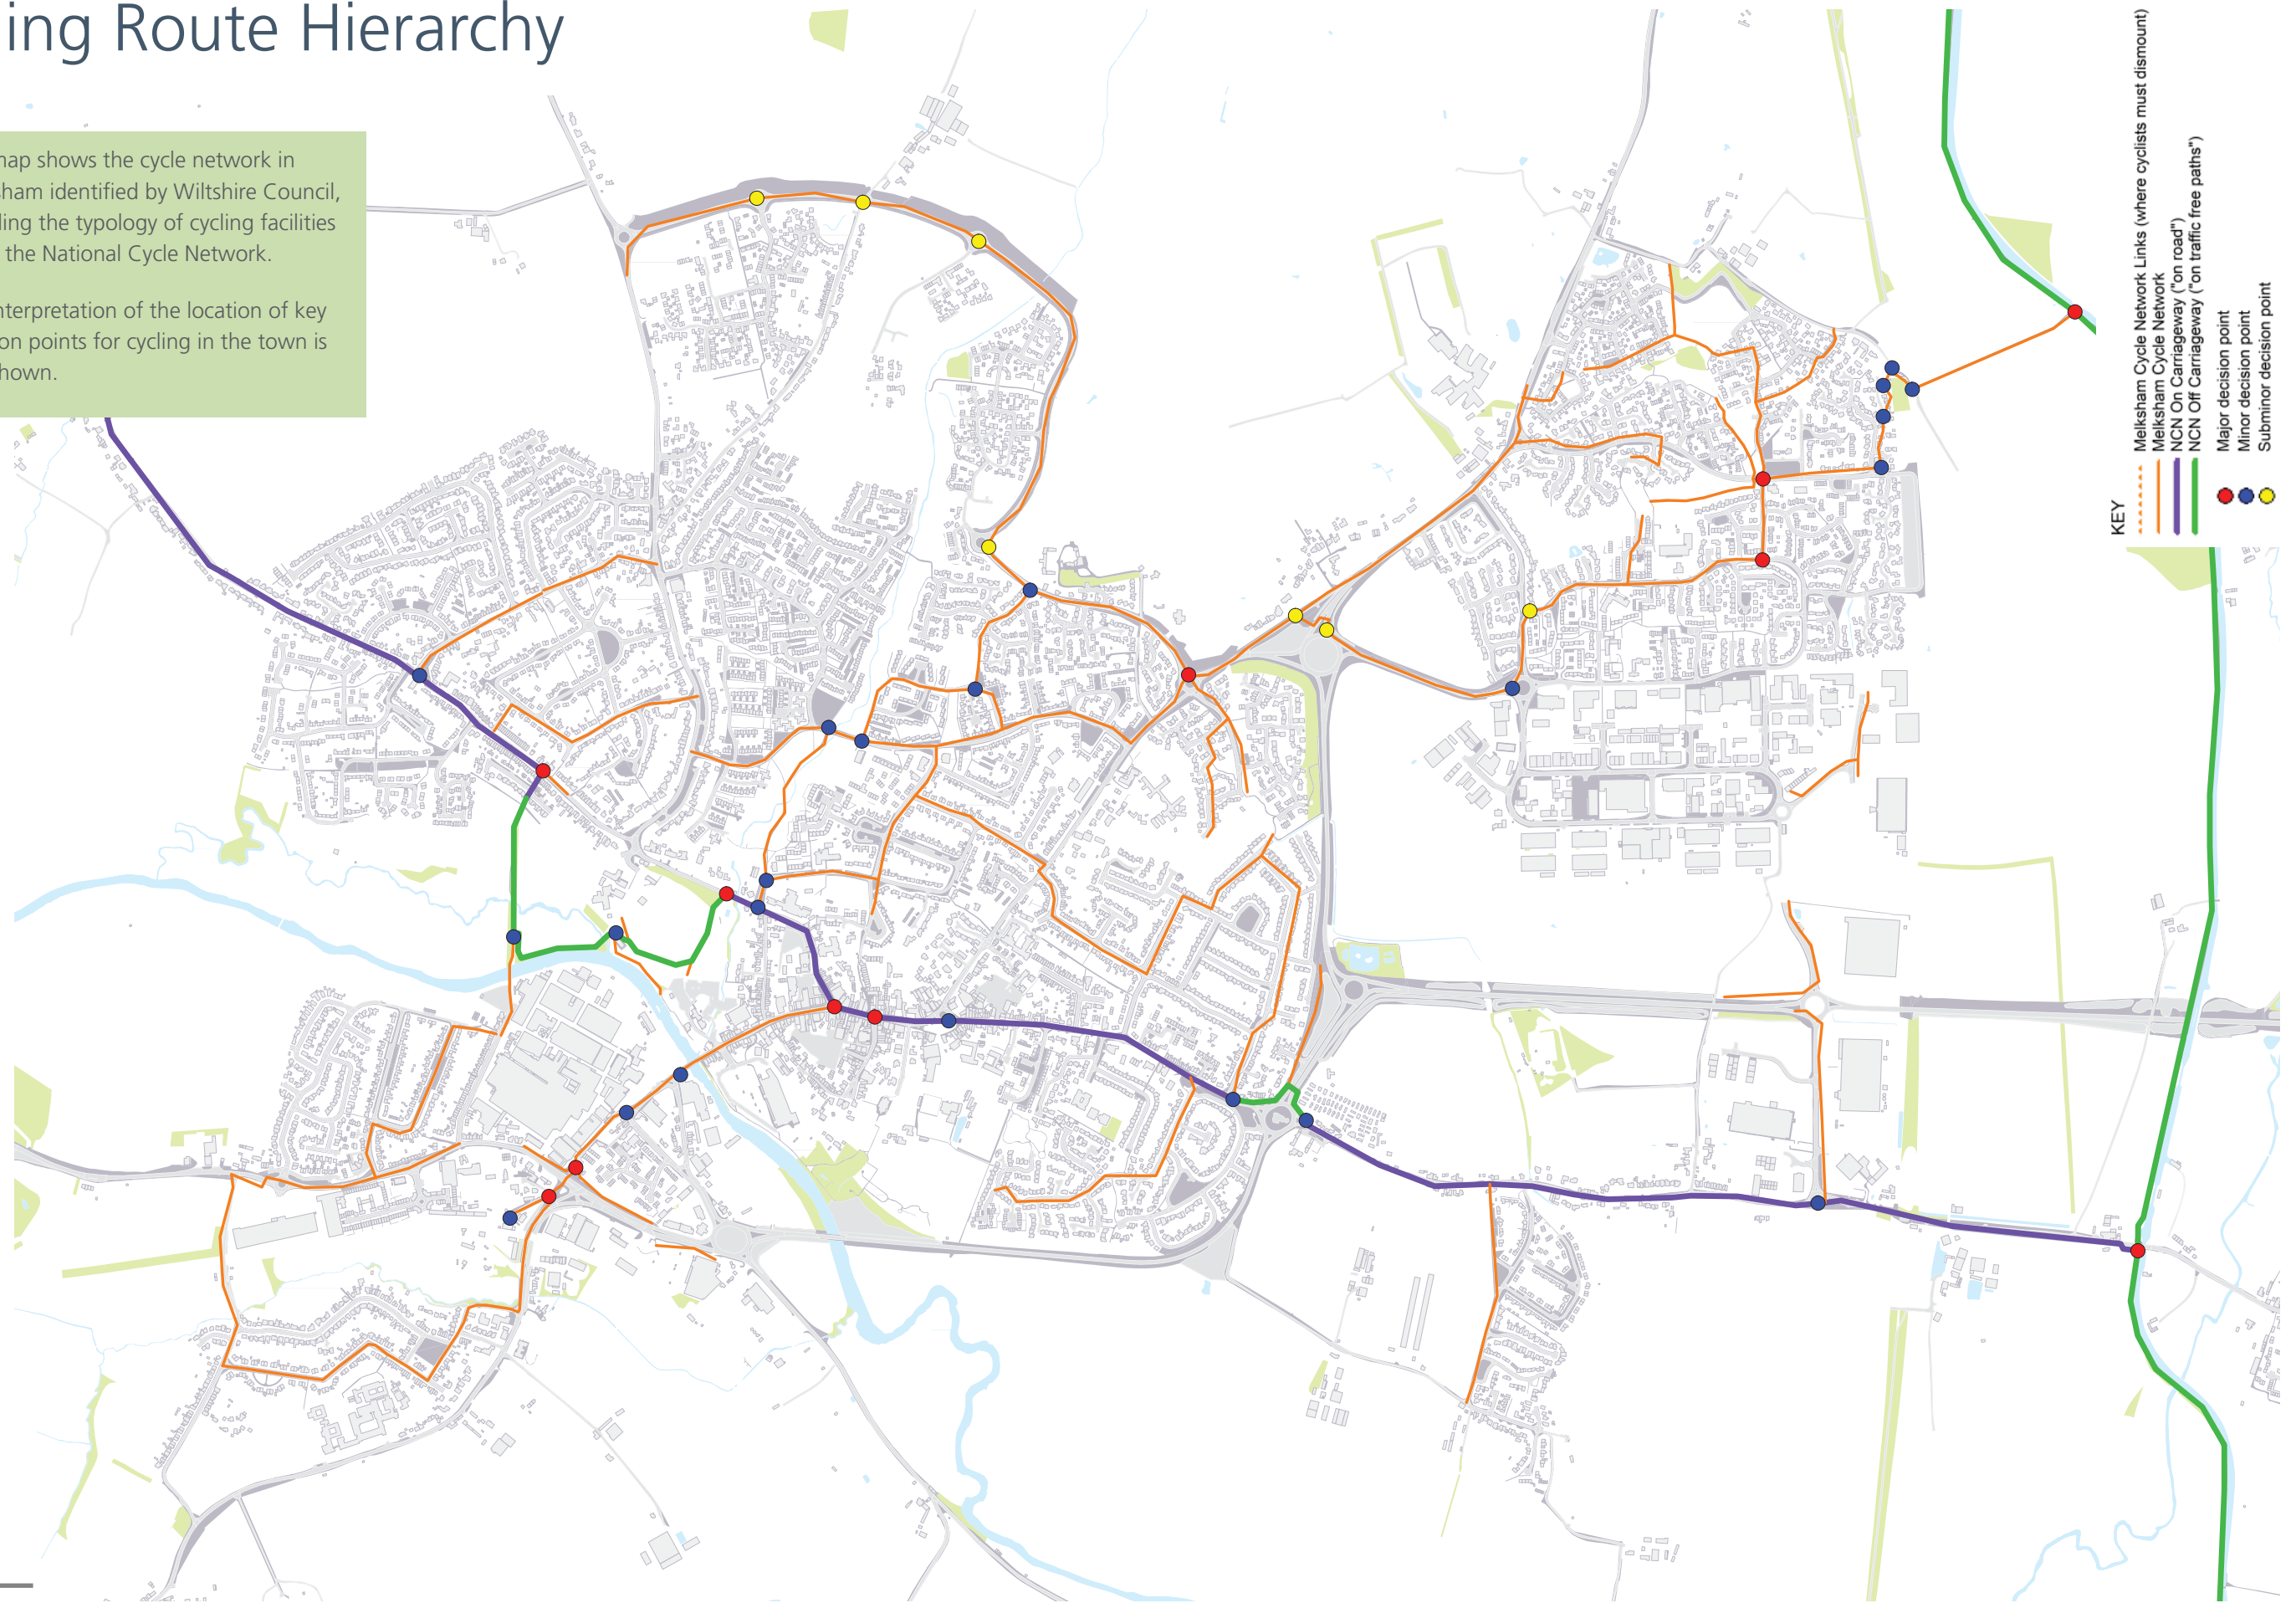 ing Route Hierarchy
map shows the cycle network in
sham identified by Wiltshire Council,
ling the typology of cycling facilities
the National Cycle Network.
nterpretation of the location of key
on points for cycling in the town is
hown.
KEY
Melksham Cycle Network Links (where cyclists must dismount)
Melksham Cycle Network
NCN On Carriageway ("on road")
NCN Off Carriageway ("on traffic free paths")
Major decision point
Minor decision point
Subminor decision point